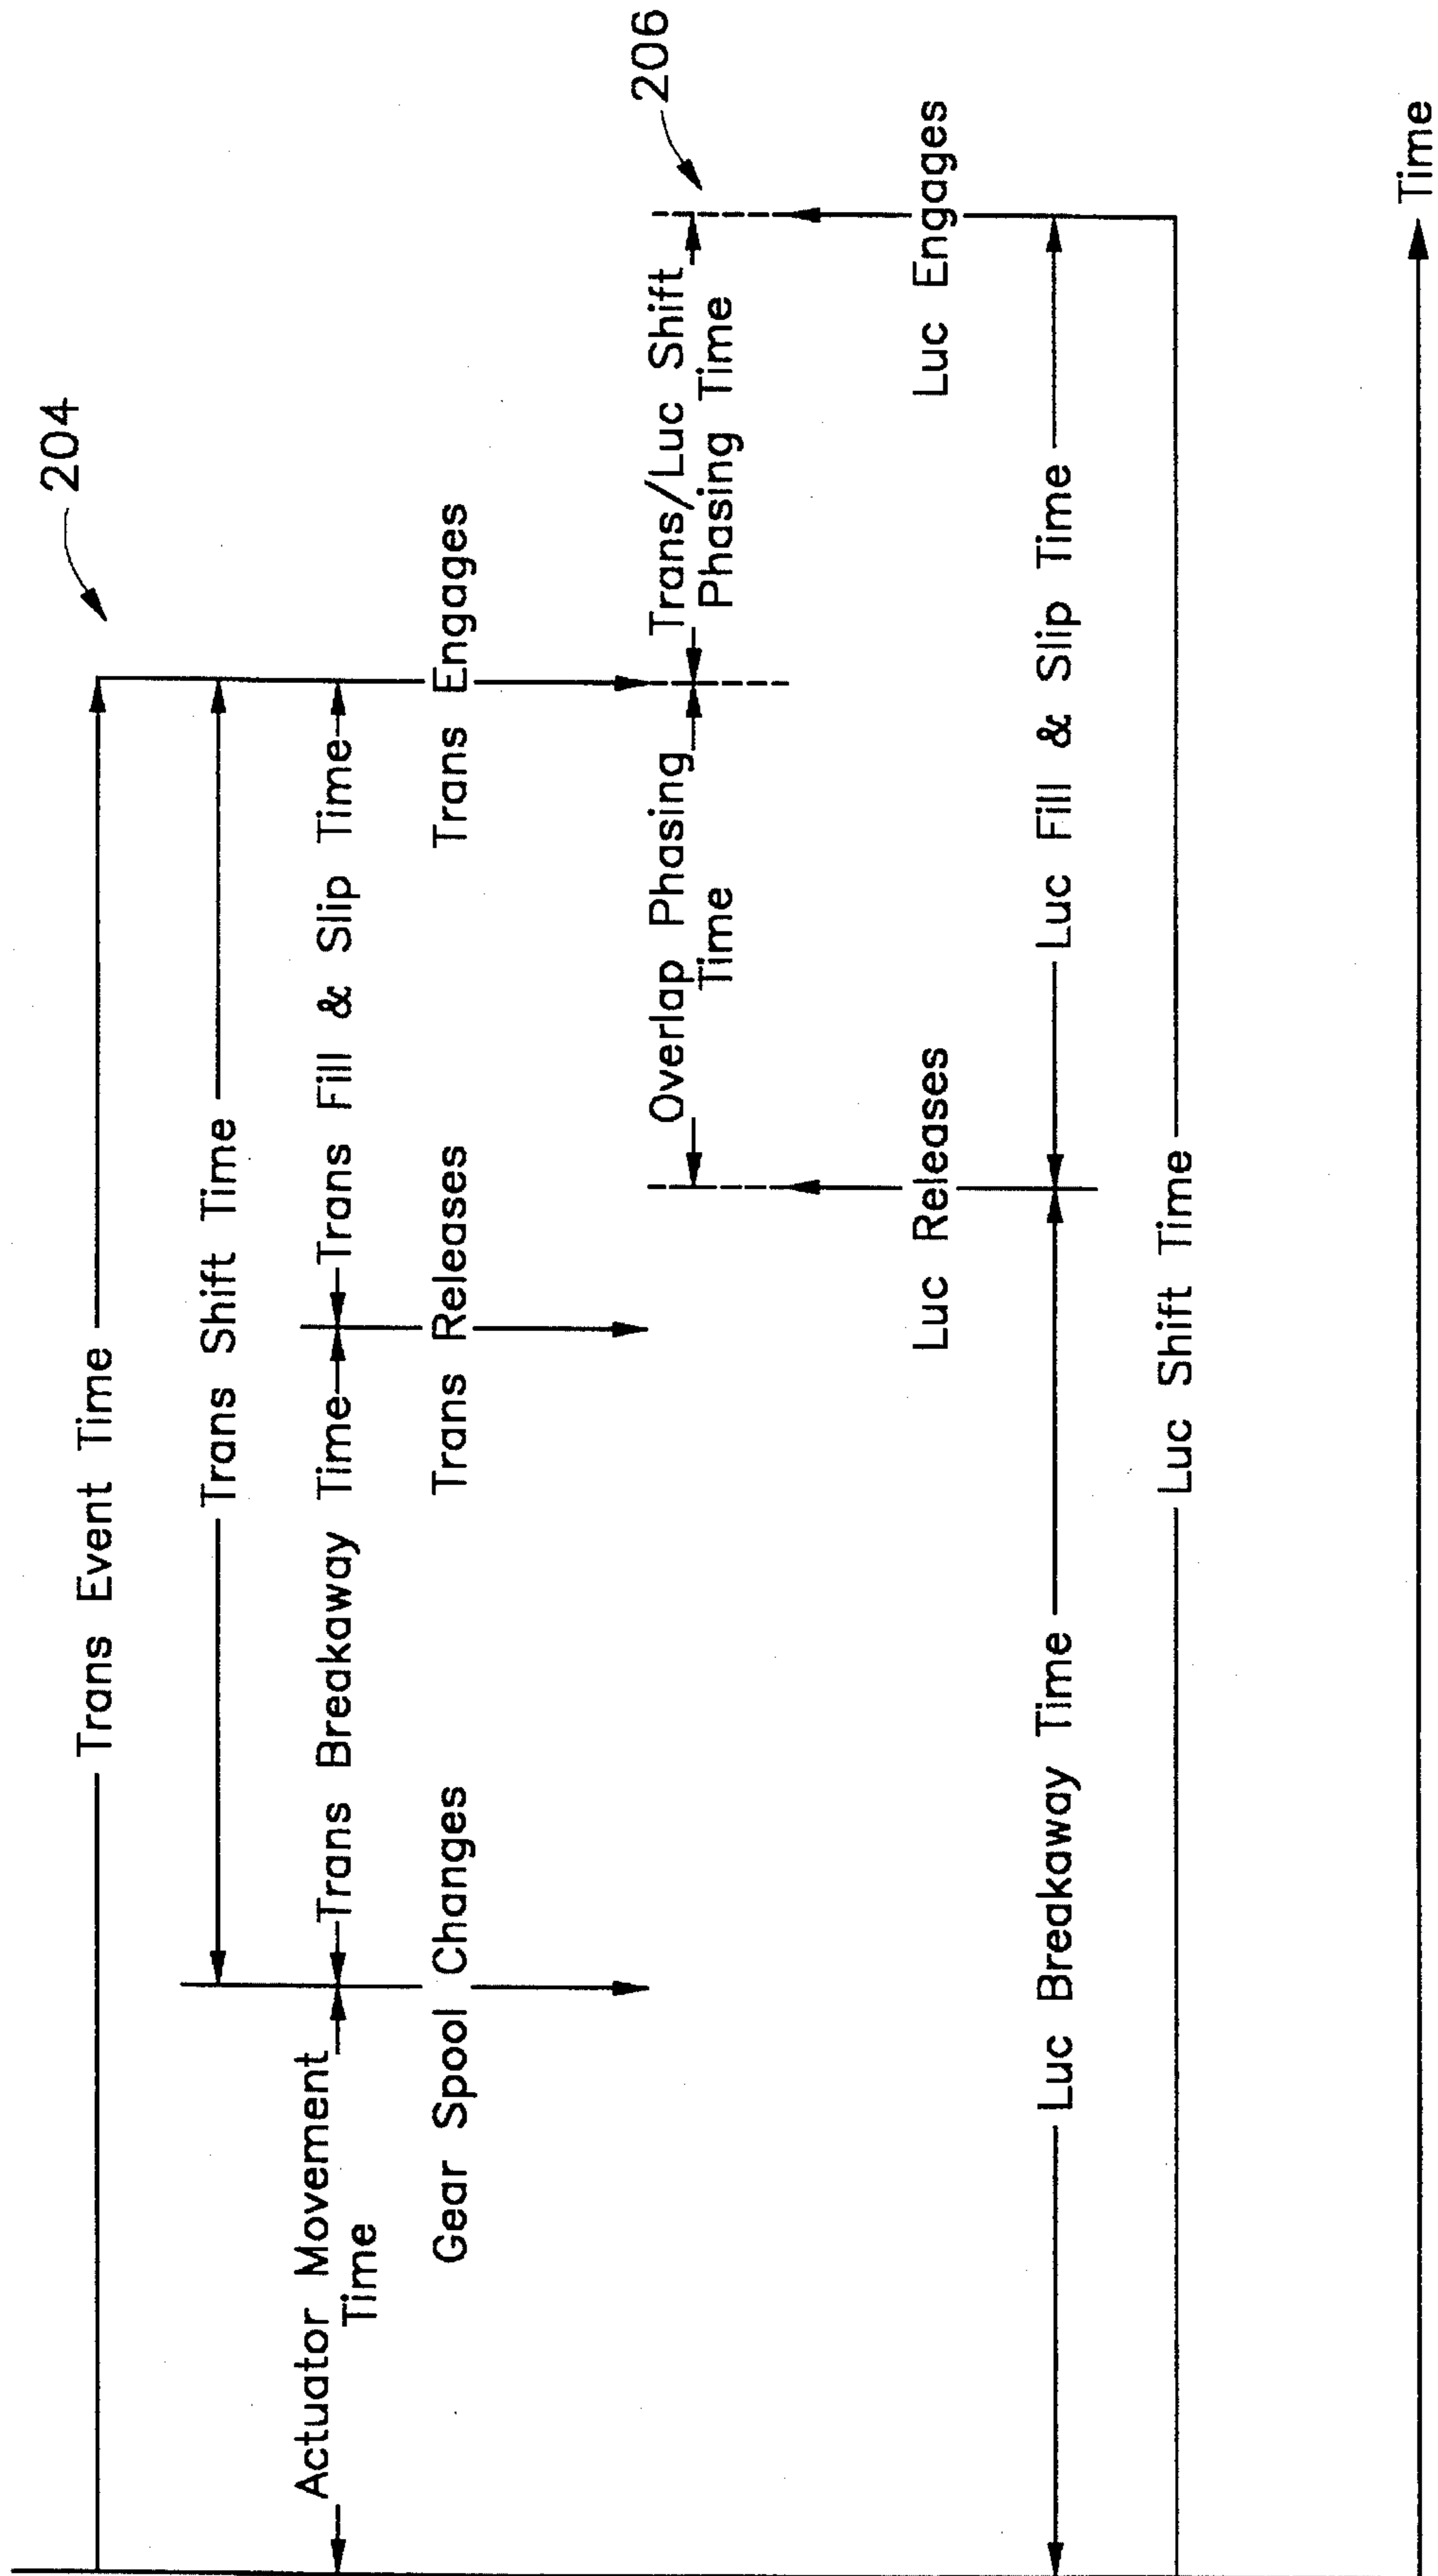 204
Trans Event Time
Trans Shift Time
Actuator Movement
Time
Trans Breakaway Time
Trans Fill & Slip Time
Gear Spool Changes
Trans Releases
Trans Engages
206
Overlap Phasing
Time
Trans/Luc Shift
Phasing Time
Luc Releases
Luc Engages
Luc Breakaway Time
Luc Fill & Slip Time
Luc Shift Time
Time